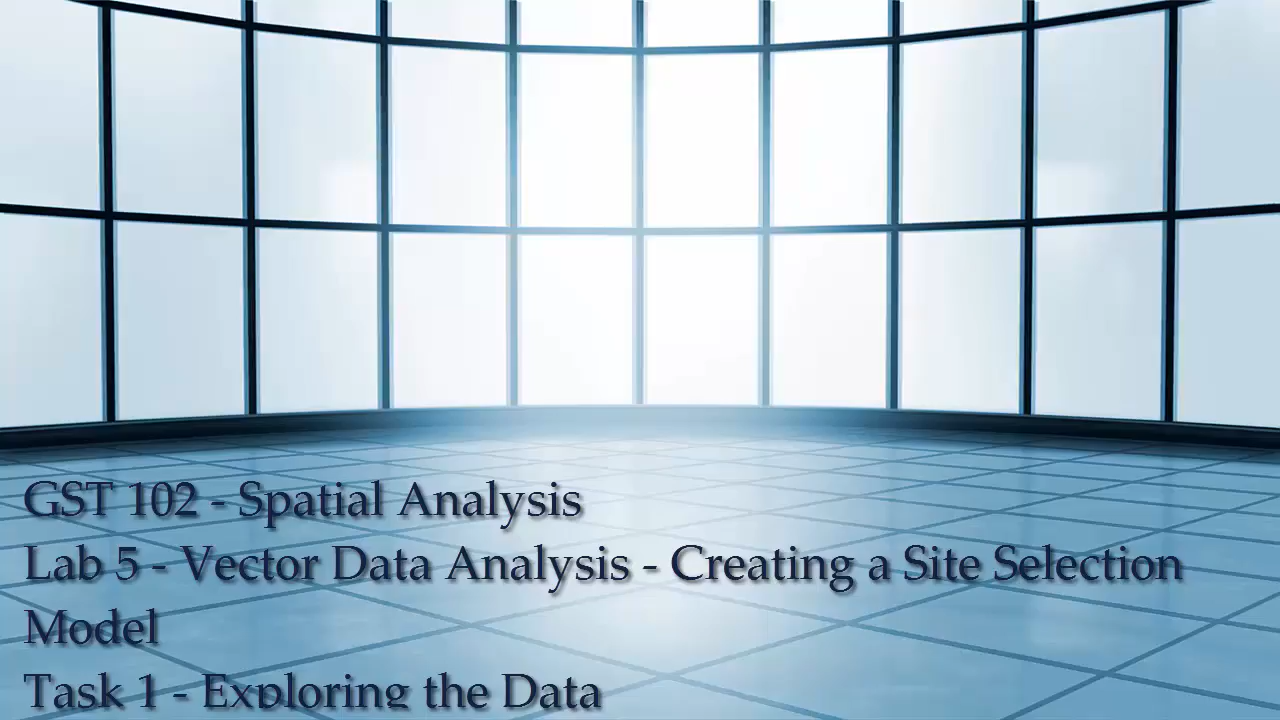 GST 102 - Spatial Analysis
Lab 5 - Vector Data Analysis - Creating a Site Selection
Model
Task 1 - Exploring the Data